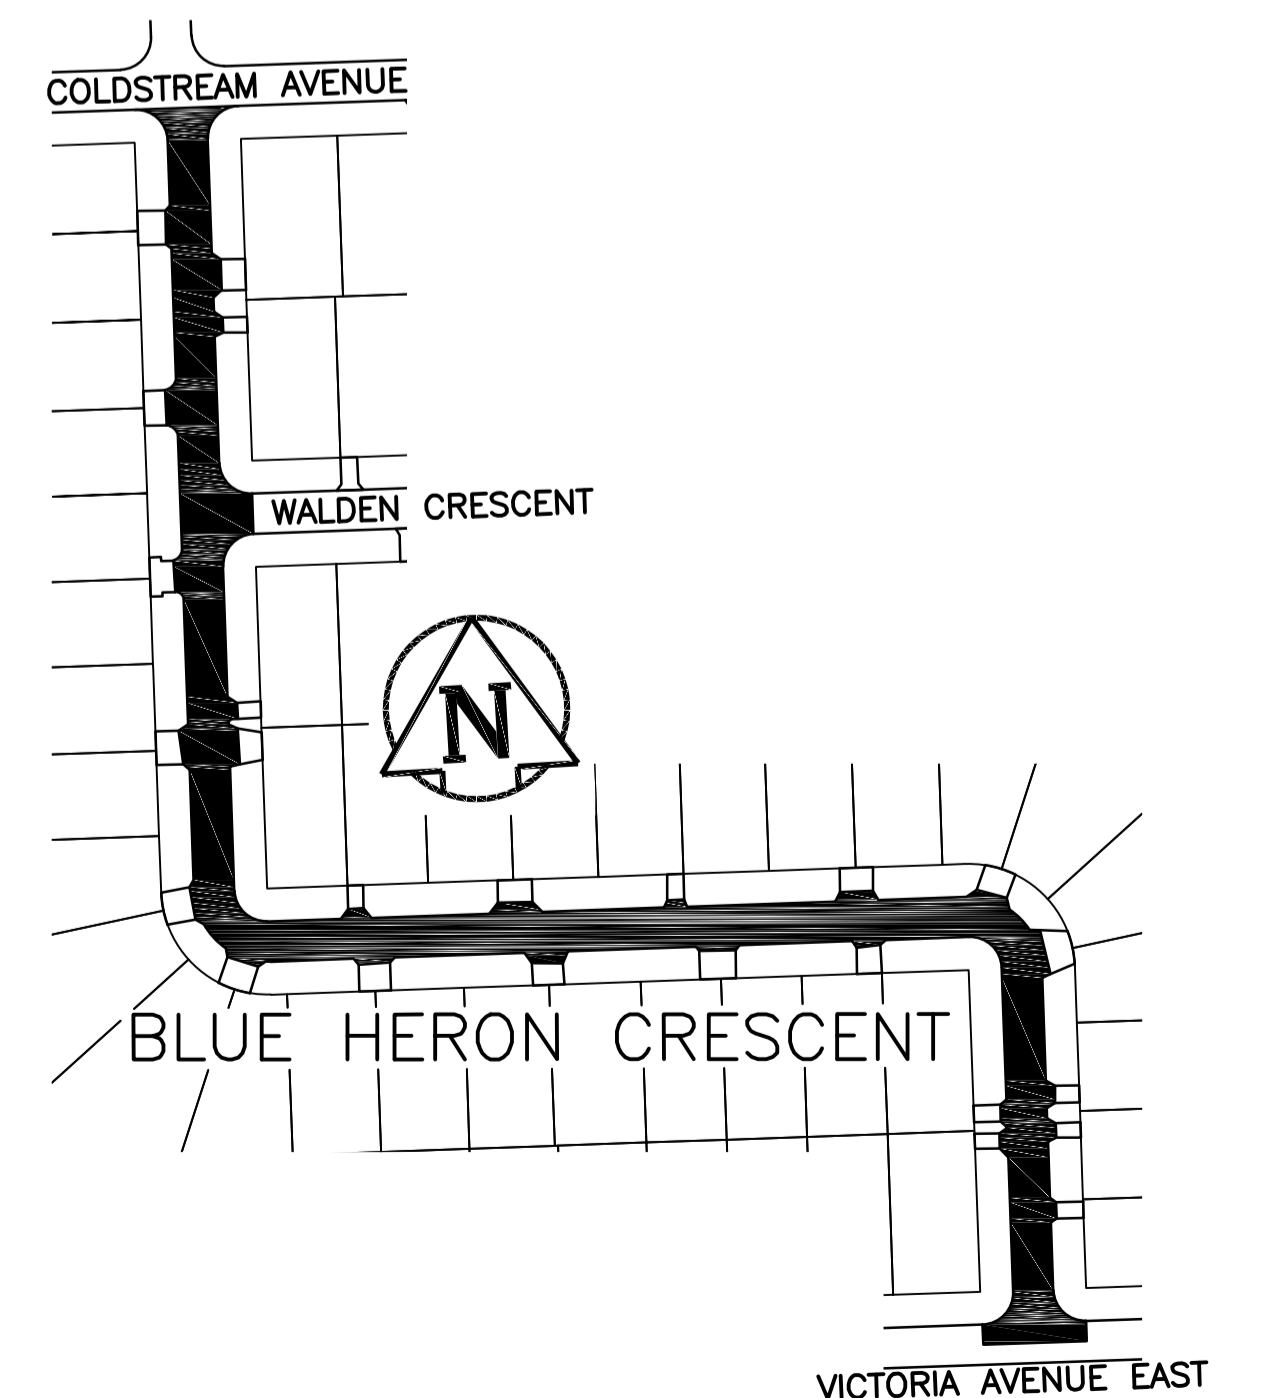 COLDSTREAM AVENUE
WALDEN CRESCENT
N
BLUE HERON CRESCENT
VICTORIA AVENUE EAST